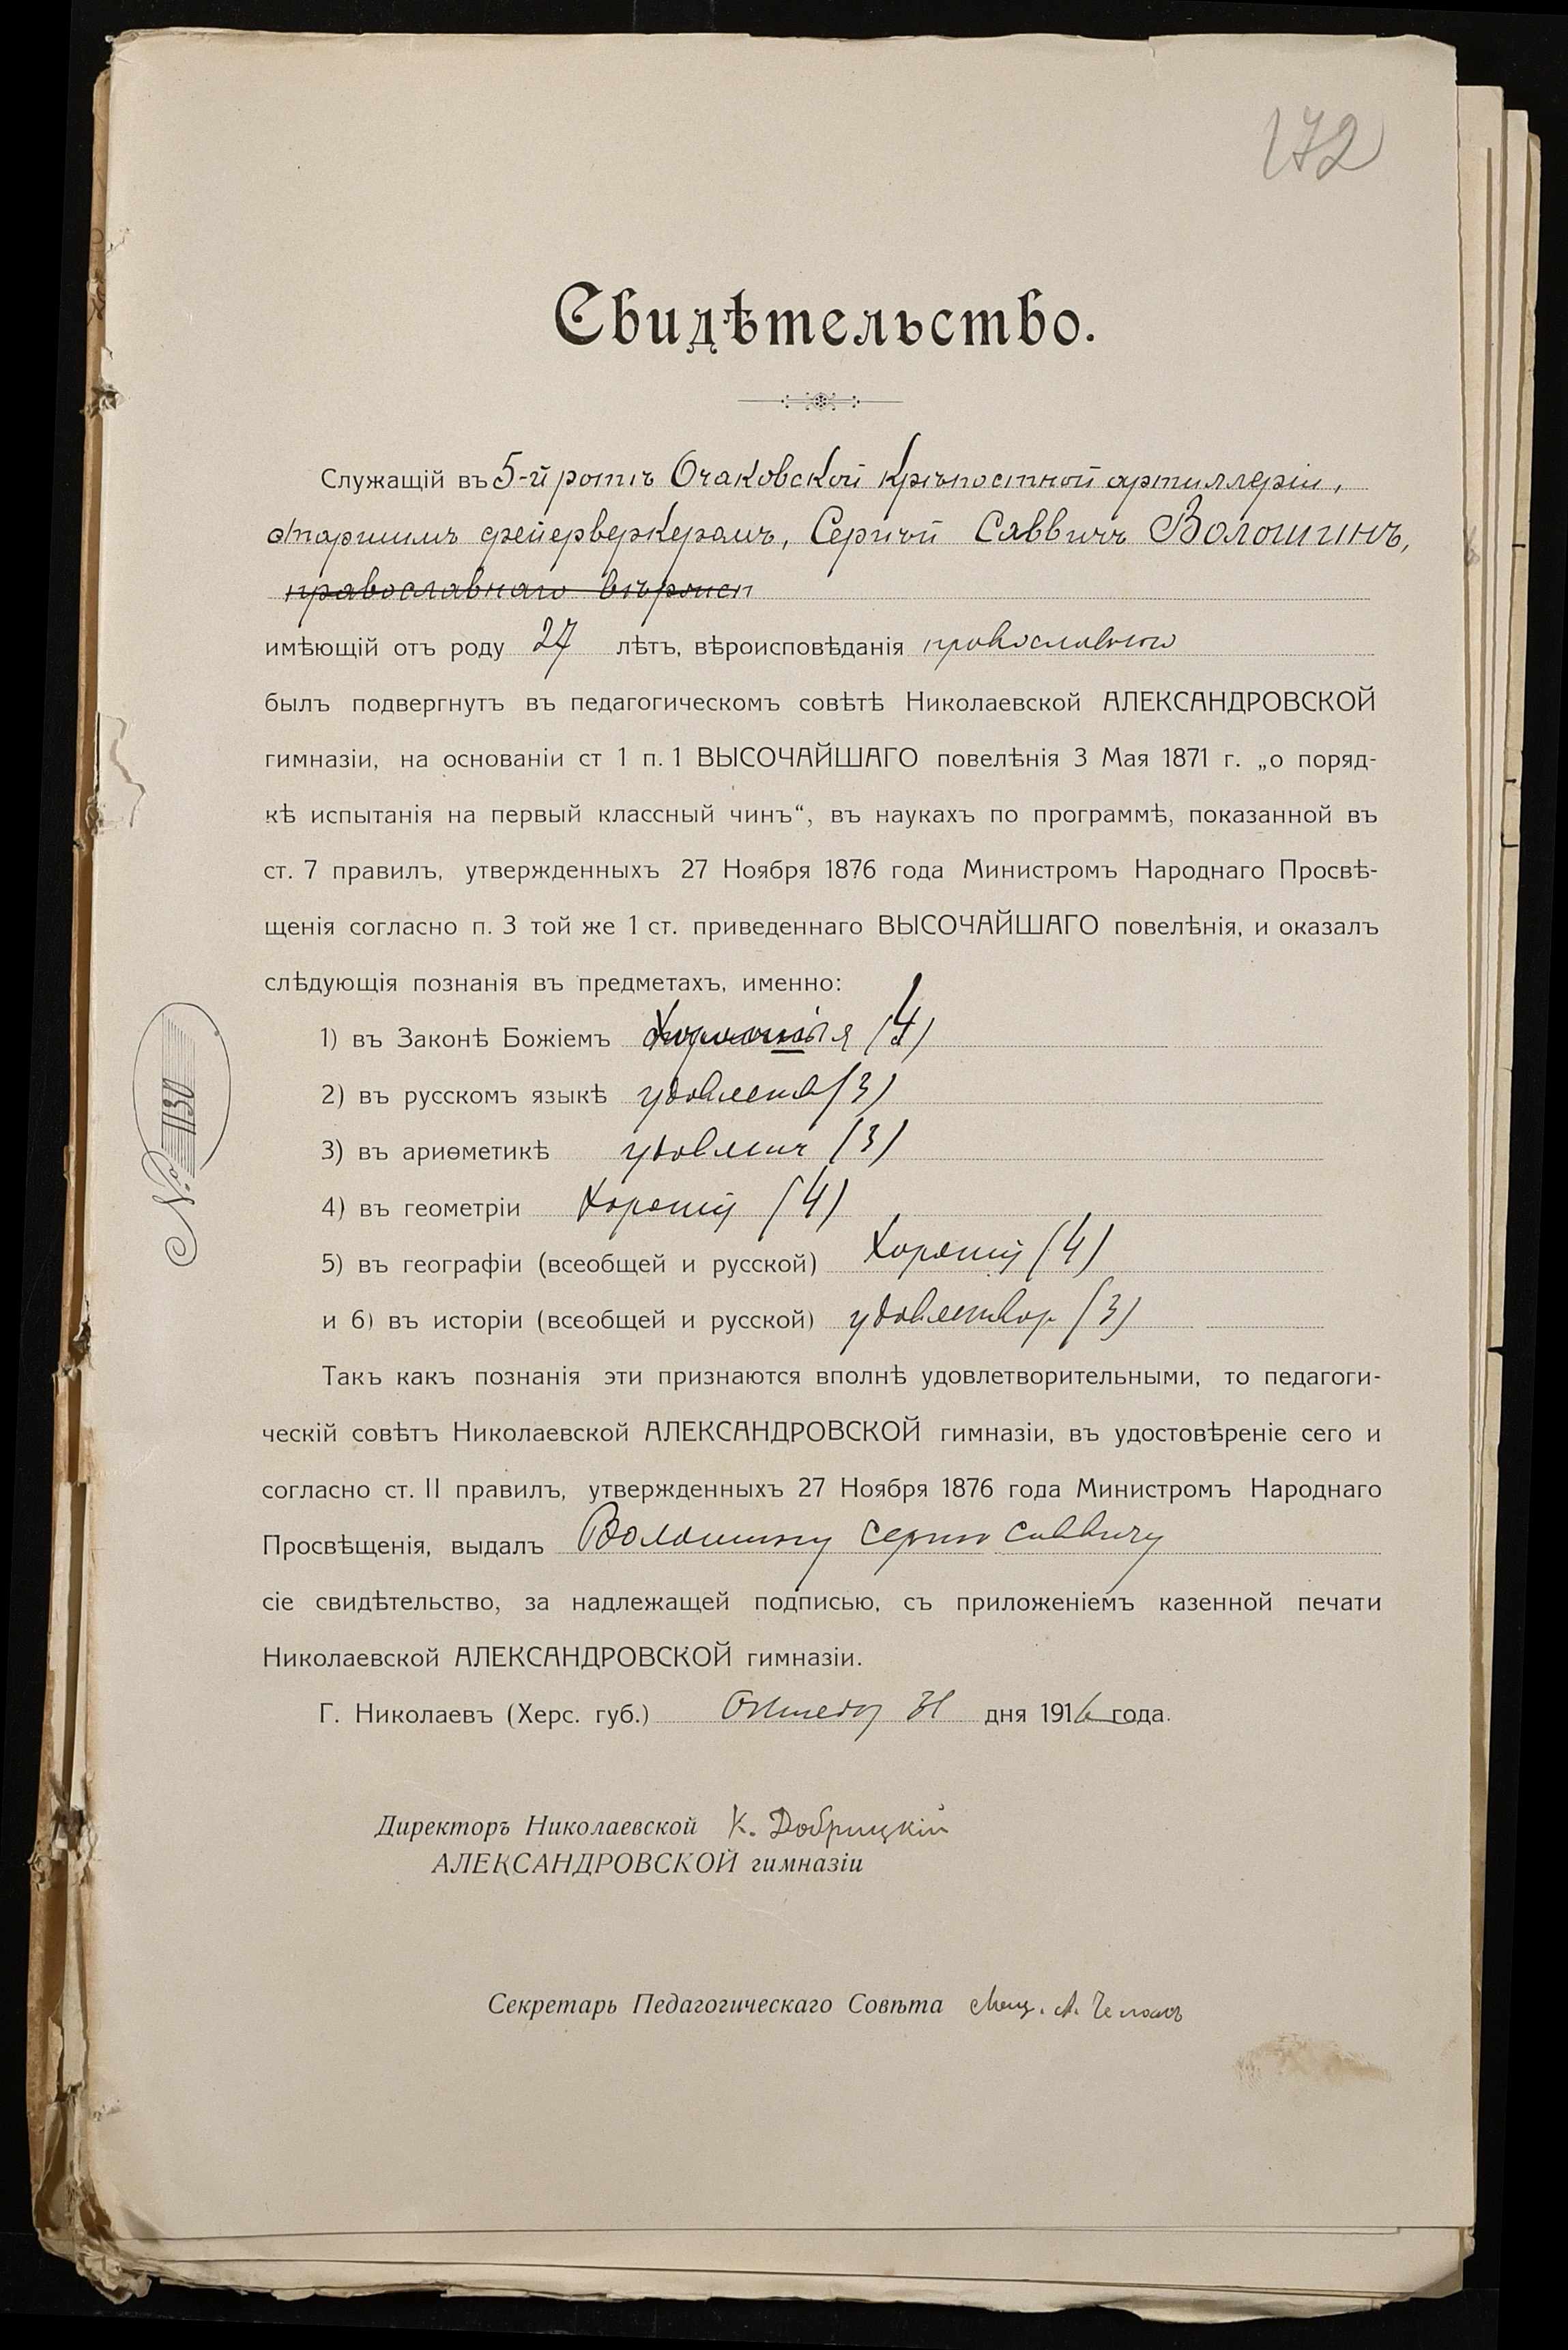 172
Свидѣтельство.
Служащій въ 5-й ротѣ Очаковской крѣпостной артиллеріи,
старшимъ фейерверкеромъ, Сергѣй Саввичъ Волошинъ,
православнаго вѣроисп
имѣющій отъ роду 27 лѣтъ, вѣроисповѣданія православнаго
былъ подвергнутъ въ педагогическомъ совѣтѣ Николаевской АЛЕКСАНДРОВСКОЙ
гимназіи, на основаніи ст 1 п. 1 ВЫСОЧАЙШАГО повелѣнія 3 Мая 1871 г. „о поряд-
кѣ испытанія на первый классный чинъ“, въ наукахъ по программѣ, показанной въ
ст. 7 правилъ, утвержденныхъ 27 Ноября 1876 года Министромъ Народнаго Просвѣ-
щенія согласно п. 3 той же 1 ст. приведеннаго ВЫСОЧАЙШАГО повелѣнія, и оказалъ
слѣдующія познанія въ предметахъ, именно:
1) въ Законѣ Божіемъ хорошія (4)
2) въ русскомъ языкѣ удовлетв (3)
3) въ ариѳметикѣ (3)
4) въ геометріи (4)
5) въ географіи (всеобщей и русской) (4)
и 6) въ исторіи (всеобщей и русской) удовлетвор (3)
Такъ какъ познанія эти признаются вполнѣ удовлетворительными, то педагоги-
ческій совѣтъ Николаевской АЛЕКСАНДРОВСКОЙ гимназіи, въ удостовѣреніе сего и
согласно ст. II правилъ, утвержденныхъ 27 Ноября 1876 года Министромъ Народнаго
Просвѣщенія, выдалъ Волошину Сергѣю Саввичу
сіе свидѣтельство, за надлежащей подписью, съ приложеніемъ казенной печати
Николаевской АЛЕКСАНДРОВСКОЙ гимназіи.
Г. Николаевъ (Херс. губ.) 31 дня 1916 года.
Директоръ Николаевской К. Добрицкій
АЛЕКСАНДРОВСКОЙ гимназіи
Секретарь Педагогическаго Совѣта
№ 1130